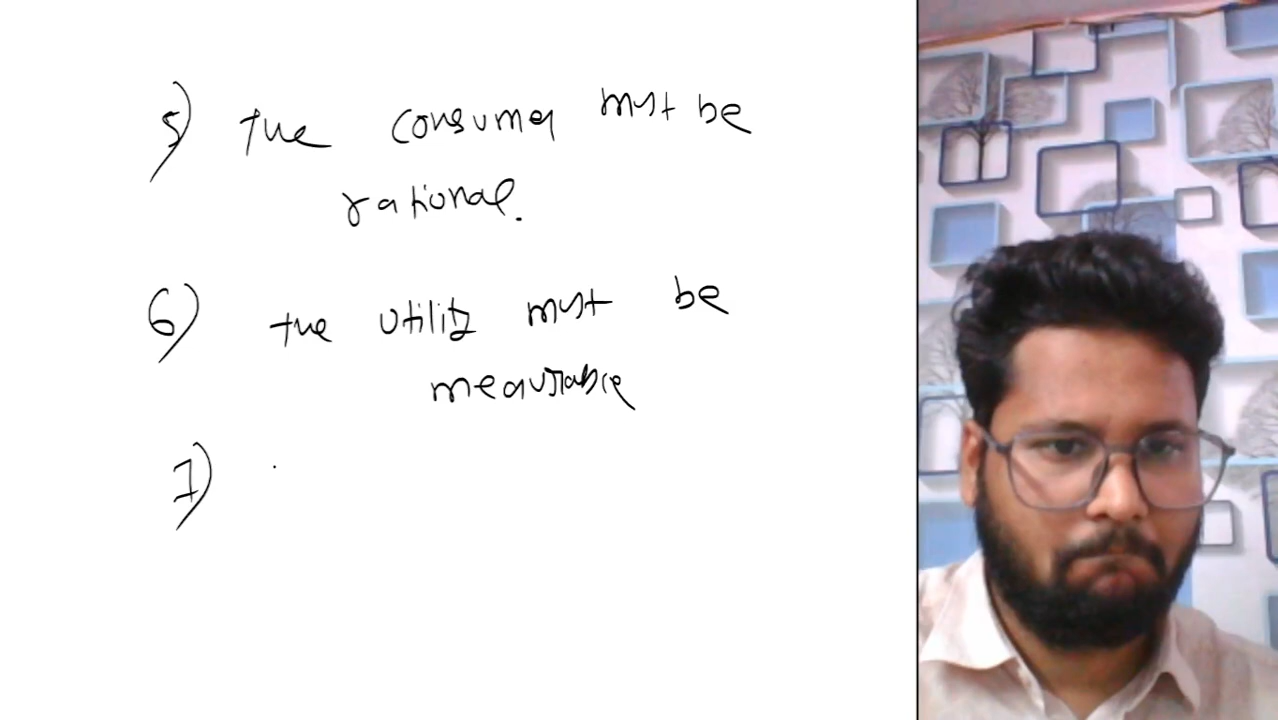 5) the consumer must be
rational.
6) the utility must be
measurable
7)